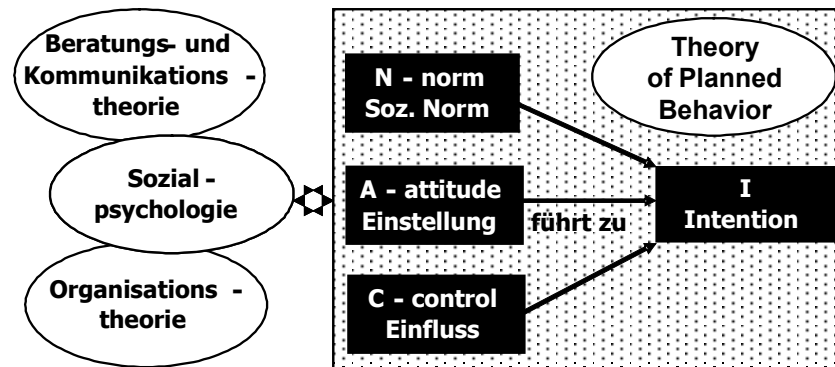 Beratungs- und
Kommunikations -
theorie
Sozial -
psychologie
Organisations -
theorie
N - norm
Soz. Norm
A - attitude
Einstellung
C - control
Einfluss
führt zu
Theory
of Planned
Behavior
I
Intention